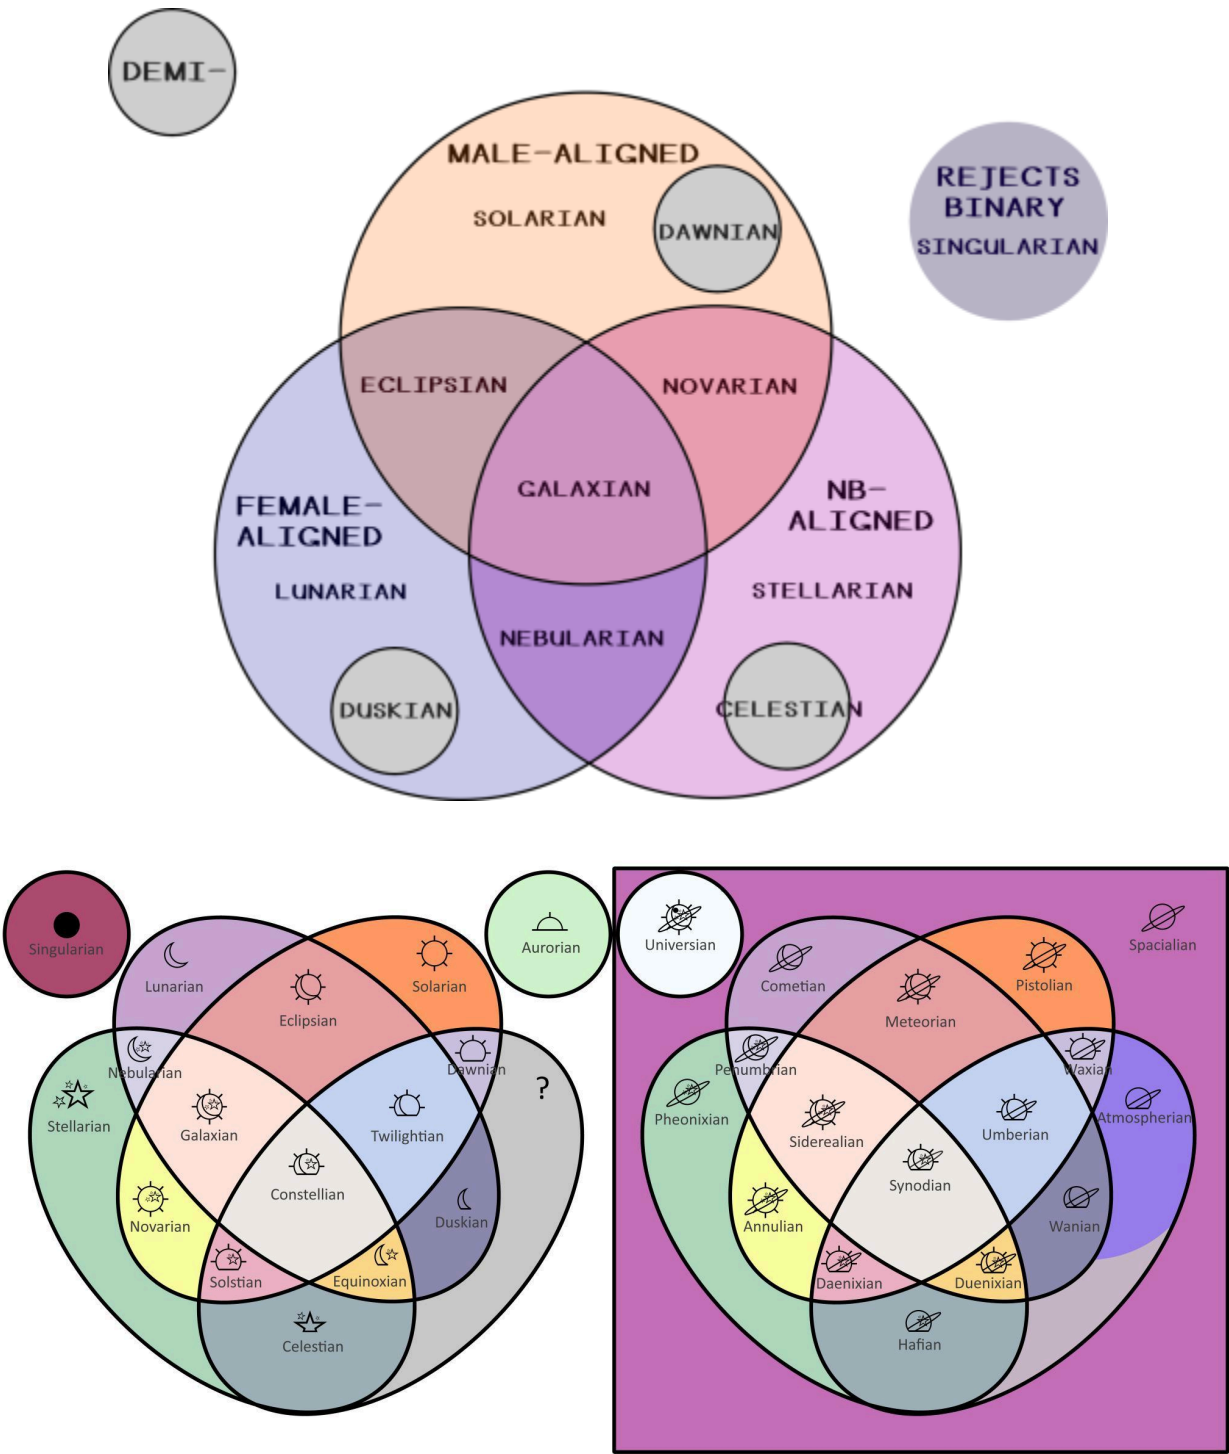 DEMI-
MALE-ALIGNED
SOLARIAN
DAWNIAN
REJECTS
BINARY
SINGULARIAN
ECLIPSIAN
NOVARIAN
GALAXIAN
FEMALE-
ALIGNED
LUNARIAN
NB-
ALIGNED
STELLARIAN
NEBULARIAN
DUSKIAN
CELESTIAN
Singularian
Lunarian
Solarian
Eclipsian
Aurorian
Nebularian
Dawnian
?
Stellarian
Galaxian
Twilightian
Constellian
Novarian
Duskian
Solstian
Equinoxian
Celestian
Universian
Spacialian
Cometian
Pistolian
Meteorian
Penumbrian
Waxian
Pheonixian
Atmospherian
Siderealian
Umberian
Synodian
Annulian
Wanian
Daenixian
Duenixian
Hafian